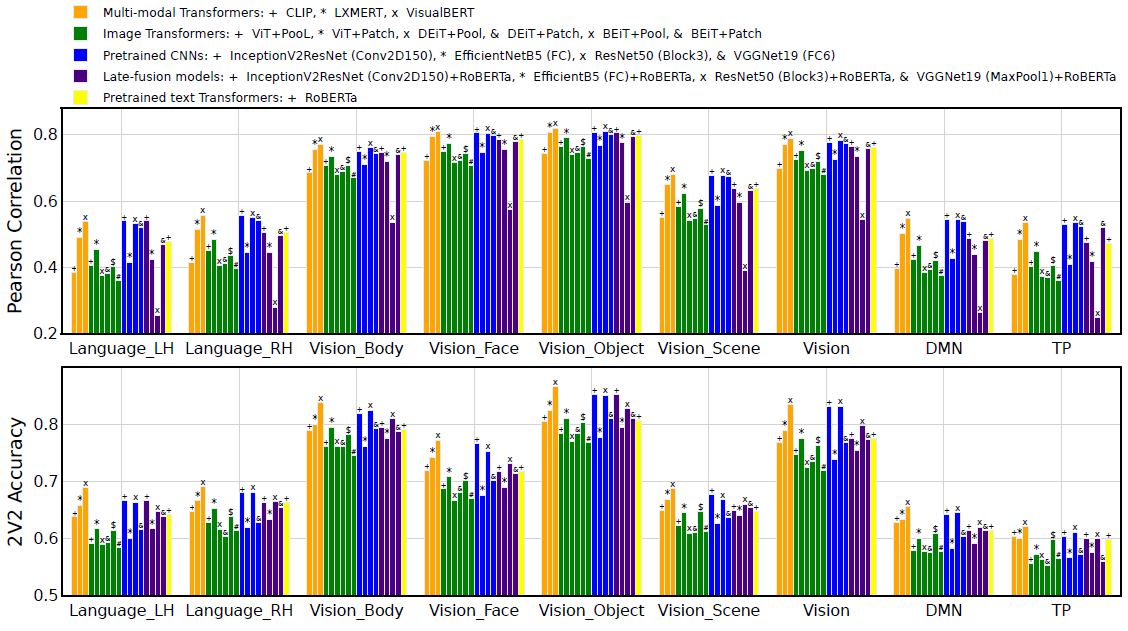 Multi-modal Transformers: + CLIP, * LXMERT, x VisualBERT
Image Transformers: + ViT+PooL, * ViT+Patch, x DEiT+Pool, & DEiT+Patch, x BEiT+Pool, & BEiT+Patch
Pretrained CNNs: + InceptionV2ResNet (Conv2D150), * EfficientNetB5 (FC), x ResNet50 (Block3), & VGGNet19 (FC6)
Late-fusion models: + InceptionV2ResNet (Conv2D150)+RoBERTa, * EfficientB5 (FC)+RoBERTa, x ResNet50 (Block3)+RoBERTa, & VGGNet19 (MaxPool1)+RoBERTa
Pretrained text Transformers: + RoBERTa
Pearson Correlation
0.8
0.6
0.4
0.2
Language_LH Language_RH Vision_Body Vision_Face Vision_Object Vision_Scene Vision DMN TP
2V2 Accuracy
0.8
0.7
0.6
0.5
Language_LH Language_RH Vision_Body Vision_Face Vision_Object Vision_Scene Vision DMN TP